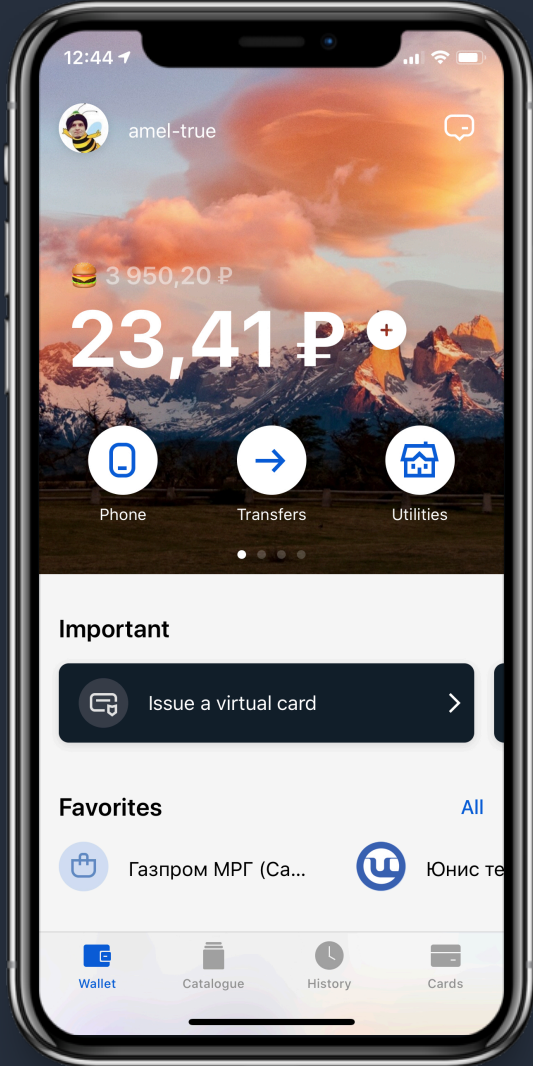 12:44
amel-true
3 950,20 ₽
23,41 ₽
Phone
Transfers
Utilities
Important
Issue a virtual card
Favorites
All
Газпром МРГ (Са...
Юнис те
Wallet
Catalogue
History
Cards